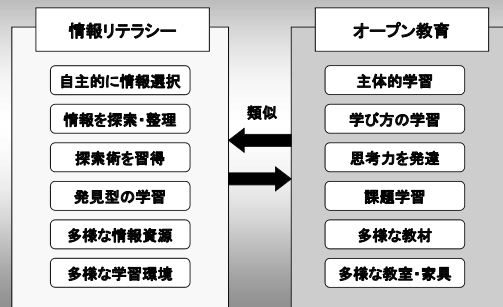 情報リテラシー
自主的に情報選択
情報を探索・整理
探索術を習得
発見型の学習
多様な情報資源
多様な学習環境
類似
オープン教育
主体的学習
学び方の学習
思考力を発達
課題学習
多様な教材
多様な教室・家具